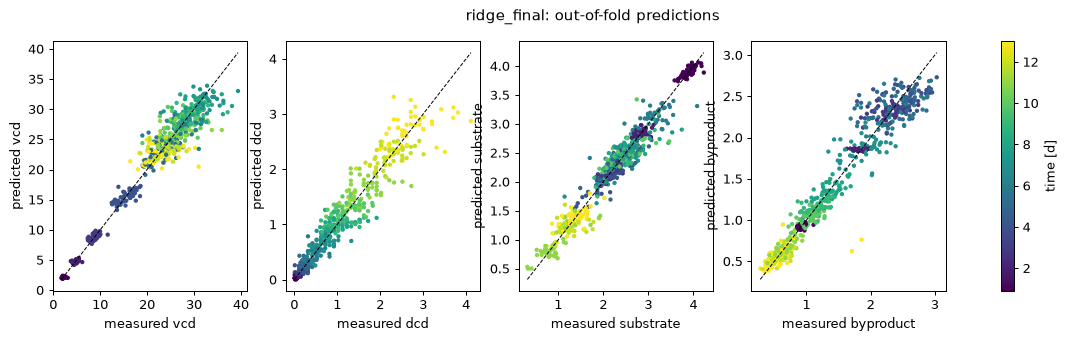 ridge_final: out-of-fold predictions
predicted vcd
40
35
30
25
20
15
10
5
0
0 10 20 30 40
measured vcd
predicted dcd
4
3
2
1
0
0 1 2 3 4
measured dcd
predicted substrate
4.0
3.5
3.0
2.5
2.0
1.5
1.0
0.5
1 2 3 4
measured substrate
predicted byproduct
3.0
2.5
2.0
1.5
1.0
0.5
1 2 3
measured byproduct
12
10
8
6
4
2
time [d]